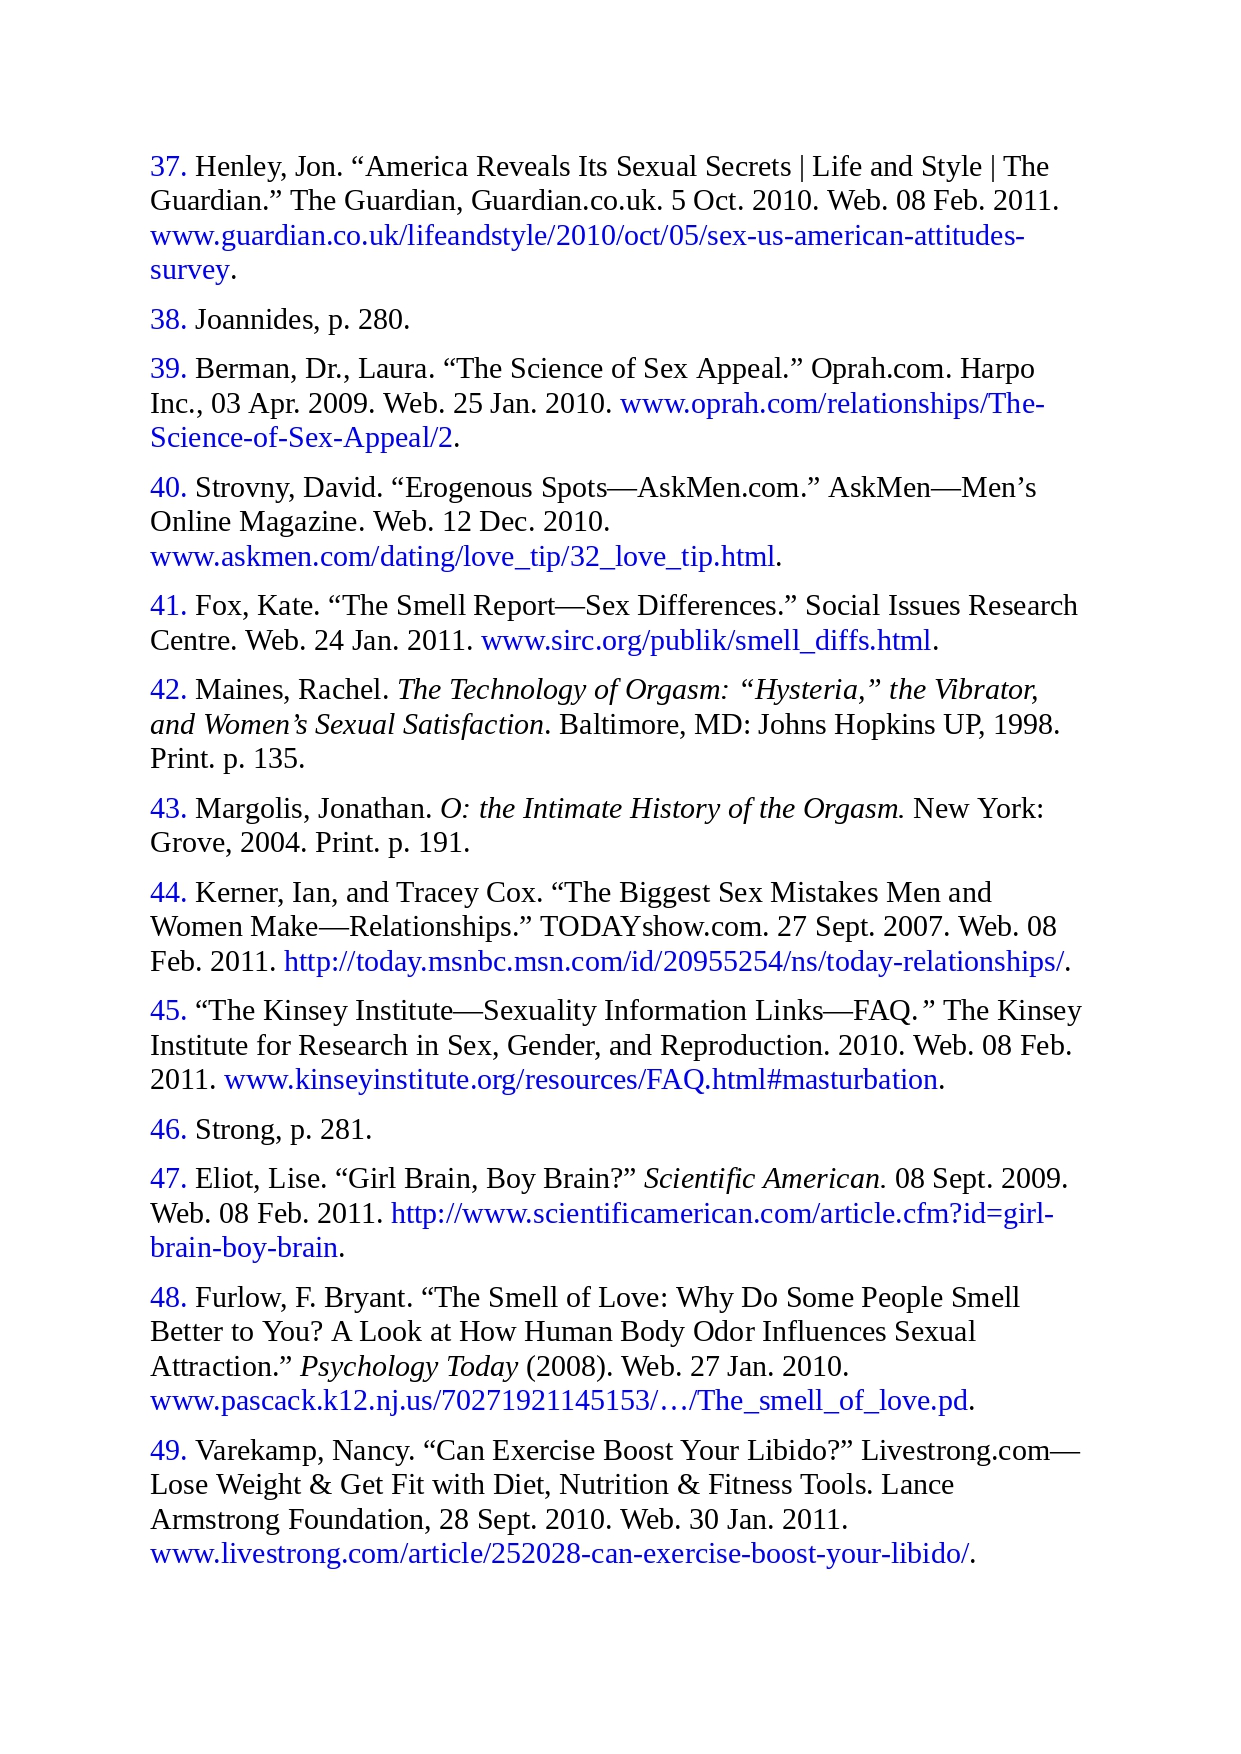 37. Henley, Jon. “America Reveals Its Sexual Secrets | Life and Style | The
Guardian.” The Guardian, Guardian.co.uk. 5 Oct. 2010. Web. 08 Feb. 2011.
www.guardian.co.uk/lifeandstyle/2010/oct/05/sex-us-american-attitudes-
survey.
38. Joannides, p. 280.
39. Berman, Dr., Laura. “The Science of Sex Appeal.” Oprah.com. Harpo
Inc., 03 Apr. 2009. Web. 25 Jan. 2010. www.oprah.com/relationships/The-
Science-of-Sex-Appeal/2.
40. Strovny, David. “Erogenous Spots—AskMen.com.” AskMen—Men’s
Online Magazine. Web. 12 Dec. 2010.
www.askmen.com/dating/love_tip/32_love_tip.html.
41. Fox, Kate. “The Smell Report—Sex Differences.” Social Issues Research
Centre. Web. 24 Jan. 2011. www.sirc.org/publik/smell_diffs.html.
42. Maines, Rachel. The Technology of Orgasm: “Hysteria,” the Vibrator,
and Women’s Sexual Satisfaction. Baltimore, MD: Johns Hopkins UP, 1998.
Print. p. 135.
43. Margolis, Jonathan. O: the Intimate History of the Orgasm. New York:
Grove, 2004. Print. p. 191.
44. Kerner, Ian, and Tracey Cox. “The Biggest Sex Mistakes Men and
Women Make—Relationships.” TODAYshow.com. 27 Sept. 2007. Web. 08
Feb. 2011. http://today.msnbc.msn.com/id/20955254/ns/today-relationships/.
45. “The Kinsey Institute—Sexuality Information Links—FAQ.” The Kinsey
Institute for Research in Sex, Gender, and Reproduction. 2010. Web. 08 Feb.
2011. www.kinseyinstitute.org/resources/FAQ.html#masturbation.
46. Strong, p. 281.
47. Eliot, Lise. “Girl Brain, Boy Brain?” Scientific American. 08 Sept. 2009.
Web. 08 Feb. 2011. http://www.scientificamerican.com/article.cfm?id=girl-
brain-boy-brain.
48. Furlow, F. Bryant. “The Smell of Love: Why Do Some People Smell
Better to You? A Look at How Human Body Odor Influences Sexual
Attraction.” Psychology Today (2008). Web. 27 Jan. 2010.
www.pascack.k12.nj.us/70271921145153/…/The_smell_of_love.pd.
49. Varekamp, Nancy. “Can Exercise Boost Your Libido?” Livestrong.com—
Lose Weight & Get Fit with Diet, Nutrition & Fitness Tools. Lance
Armstrong Foundation, 28 Sept. 2010. Web. 30 Jan. 2011.
www.livestrong.com/article/252028-can-exercise-boost-your-libido/.